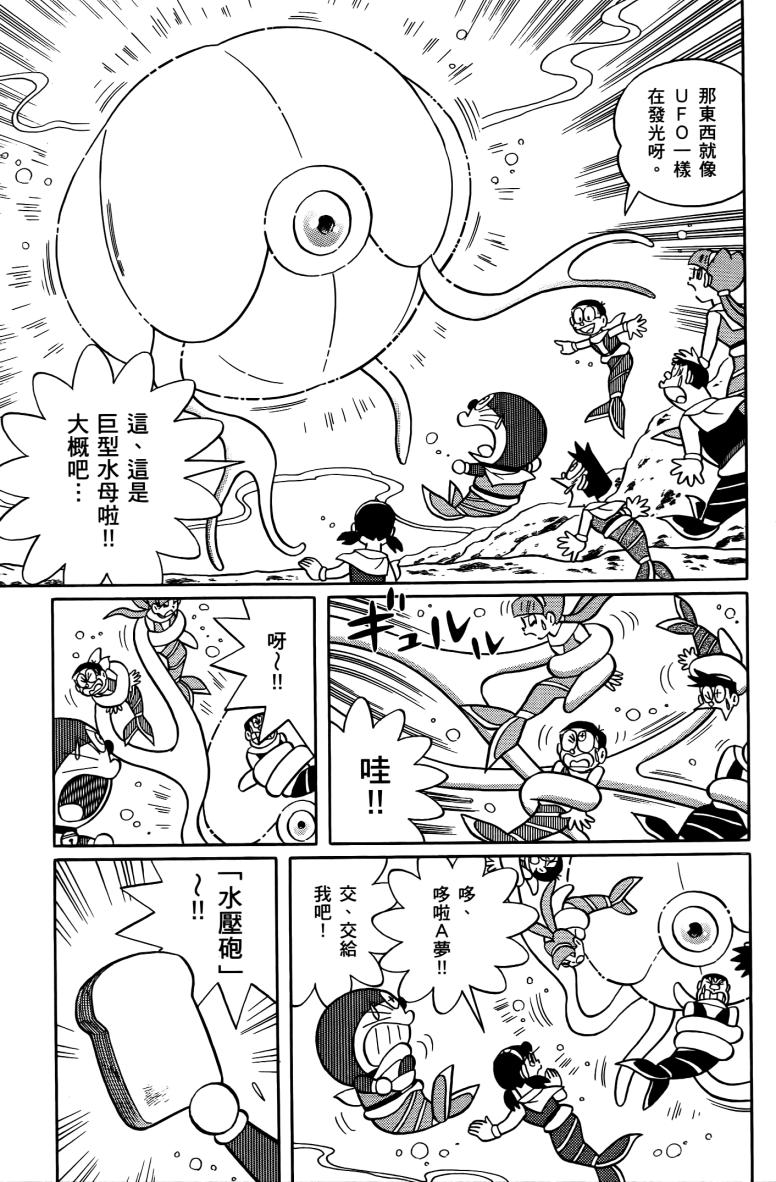 那東西就像
UFO一樣
在發光呀。
這、這是
巨型水母啦!!
大概吧…
ギュルルル
哇!!
呀～!!
哆、
哆啦A夢!!
交、交給
我吧!
「水壓砲」
～!!
1